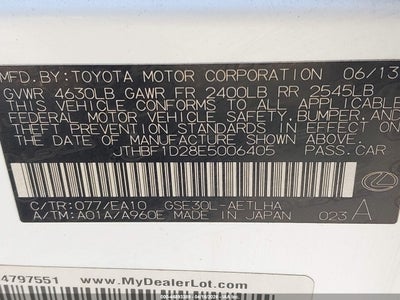 MFD.BY:TOYOTA MOTOR CORPORATION 06/13
GVWR 4630LB GAWR FR 2400LB RR 2545LB
THIS VEHICLE CONFORMS TO ALL APPLICABLE
FEDERAL MOTOR VEHICLE SAFETY, BUMPER, AND
THEFT PREVENTION STANDARDS IN EFFECT ON
THE DATE OF MANUFACTURE SHOWN ABOVE.
JTHBF1D28E5006405 PASS.CAR
C/TR:077/EA10 GSE30L-AETLHA
A/TM:A01A/A960E MADE IN JAPAN 023 A
4797551
www.MyDealerLot.com